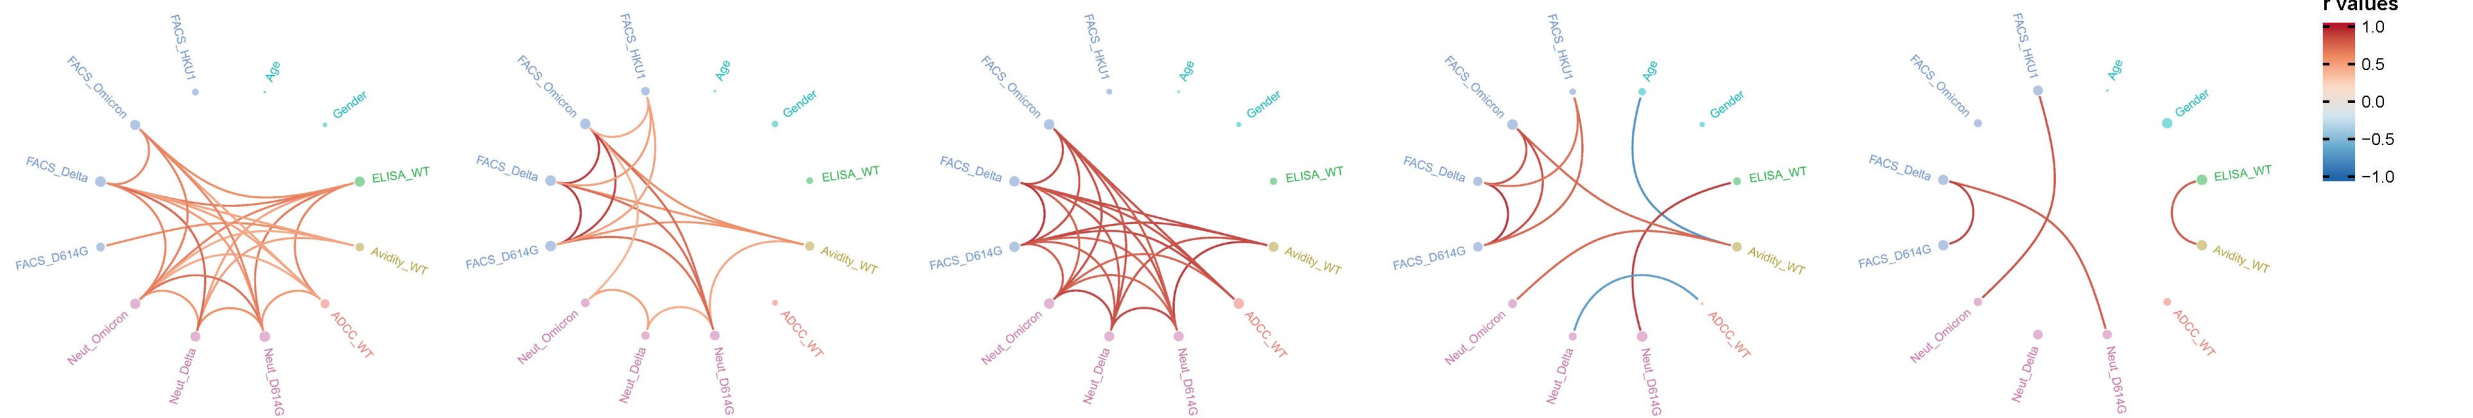 FACS_HKU1
Age
Gender
FACS_Omicron
FACS_Delta
ELISA_WT
FACS_D614G
Avidity_WT
Neut_Omicron
Neut_Delta
Neut_D614G
ADCC_WT
FACS_HKU1
Age
Gender
FACS_Omicron
FACS_Delta
ELISA_WT
FACS_D614G
Avidity_WT
Neut_Omicron
Neut_Delta
Neut_D614G
ADCC_WT
FACS_HKU1
Age
Gender
FACS_Omicron
FACS_Delta
ELISA_WT
FACS_D614G
Avidity_WT
Neut_Omicron
Neut_Delta
Neut_D614G
ADCC_WT
FACS_HKU1
Age
Gender
FACS_Omicron
FACS_Delta
ELISA_WT
FACS_D614G
Avidity_WT
Neut_Omicron
Neut_Delta
Neut_D614G
ADCC_WT
FACS_HKU1
Age
Gender
FACS_Omicron
FACS_Delta
ELISA_WT
FACS_D614G
Avidity_WT
Neut_Omicron
Neut_Delta
Neut_D614G
ADCC_WT
r values
1.0
0.5
0.0
−0.5
−1.0